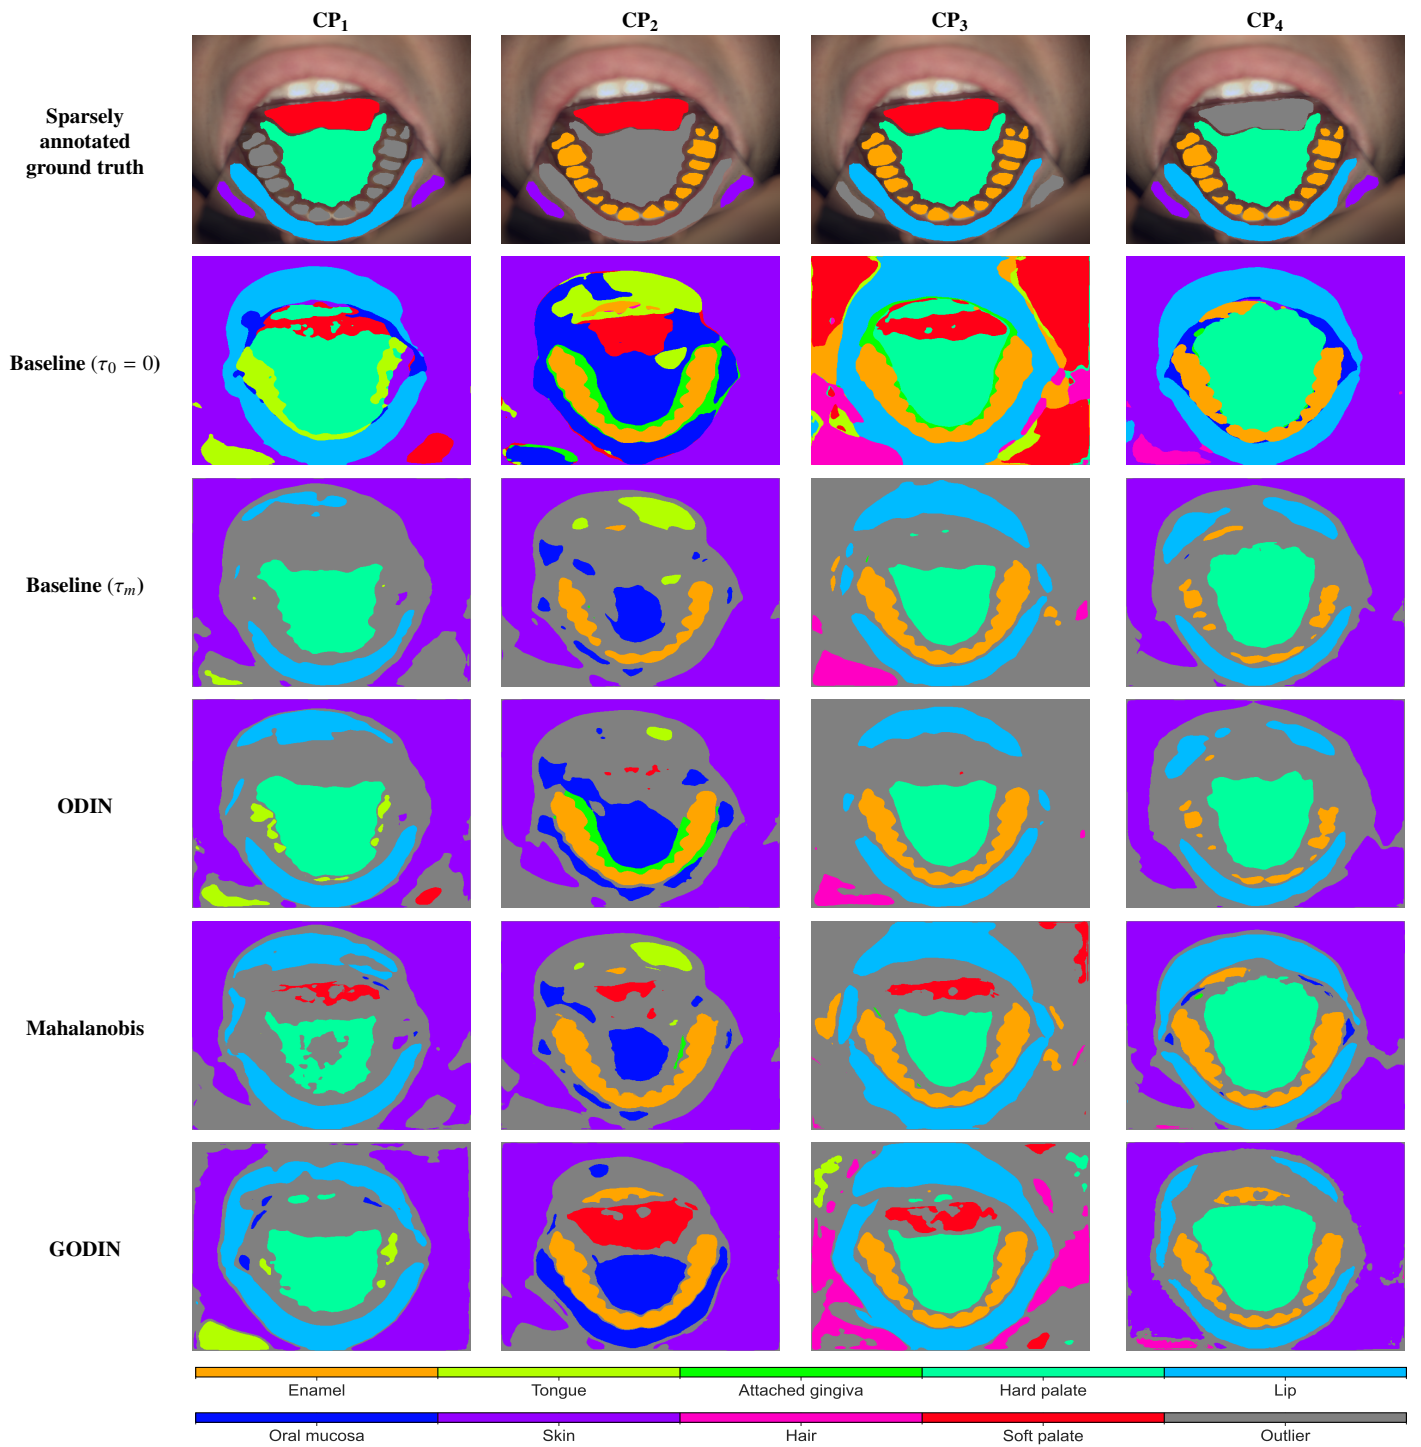 CP1 CP2 CP3 CP4
Sparsely
annotated
ground truth
Baseline (τ0 = 0)
Baseline (τm)
ODIN
Mahalanobis
GODIN
Enamel Tongue Attached gingiva Hard palate Lip
Oral mucosa Skin Hair Soft palate Outlier